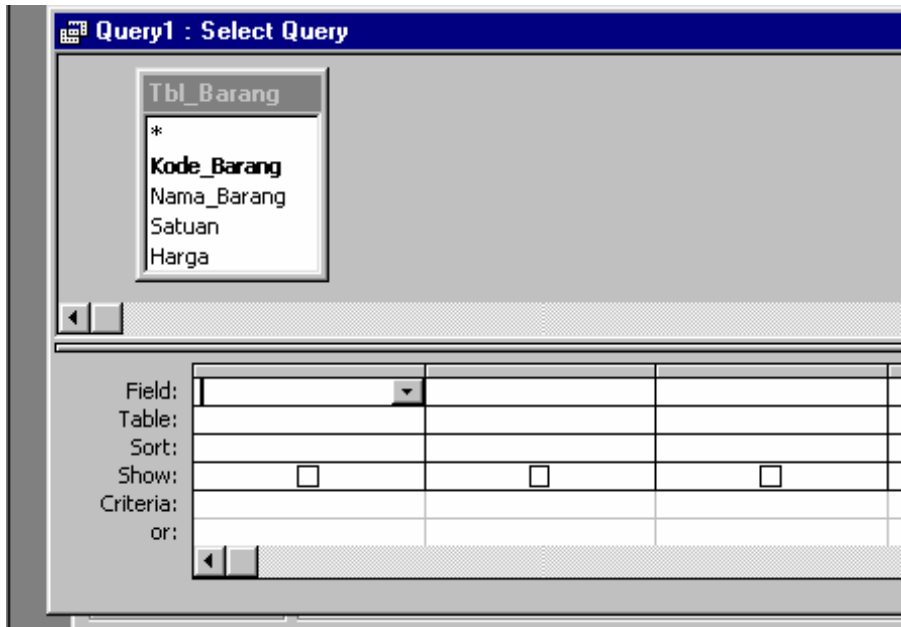 Query1 : Select Query
Tbl_Barang
*
Kode_Barang
Nama_Barang
Satuan
Harga
Field:
Table:
Sort:
Show:
Criteria:
or: